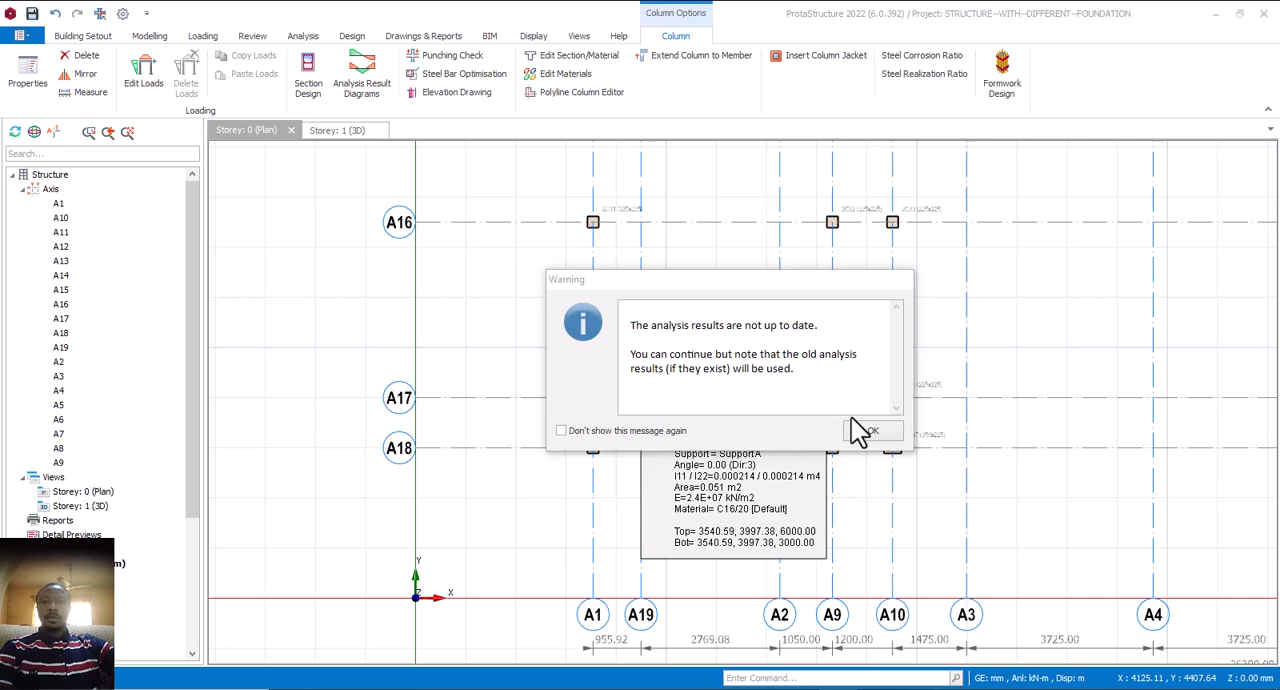 Column Options
ProtaStructure 2022 (6.0.392) / Project: STRUCTURE--WITH--DIFFERENT--FOUNDATION
Building Setout Modelling Loading Review Analysis Design Drawings & Reports BIM Display Views Help Column
Properties
Delete
Mirror
Measure
Edit Loads
Delete Loads
Copy Loads
Paste Loads
Loading
Section Design
Analysis Result Diagrams
Punching Check
Steel Bar Optimisation
Elevation Drawing
Edit Section/Material
Edit Materials
Polyline Column Editor
Extend Column to Member
Insert Column Jacket
Steel Corrosion Ratio
Steel Realization Ratio
Formwork Design
Storey: 0 (Plan)
Storey: 1 (3D)
Search...
Structure
Axis
A1
A10
A11
A12
A13
A14
A15
A16
A17
A18
A19
A2
A3
A4
A5
A6
A7
A8
A9
Views
Storey: 0 (Plan)
Storey: 1 (3D)
Reports
Detail Previews
A16
A17
A18
Warning
The analysis results are not up to date.
You can continue but note that the old analysis
results (if they exist) will be used.
Don't show this message again
OK
Support = SupportA
Angle= 0.00 (Dir:3)
I11 / I22=0.000214 / 0.000214 m4
Area=0.051 m2
E=2.4E+07 kN/m2
Material= C16/20 [Default]
Top= 3540.59, 3997.38, 6000.00
Bot= 3540.59, 3997.38, 3000.00
Y
Z
X
A1 A19 A2 A9 A10 A3 A4
955.92 2769.08 1050.00 1200.00 1475.00 3725.00 3725.00
Enter Command...
GE: mm, Anl: kN-m , Disp: m
X : 4125.11, Y : 4407.64 Z: 0.00 mm